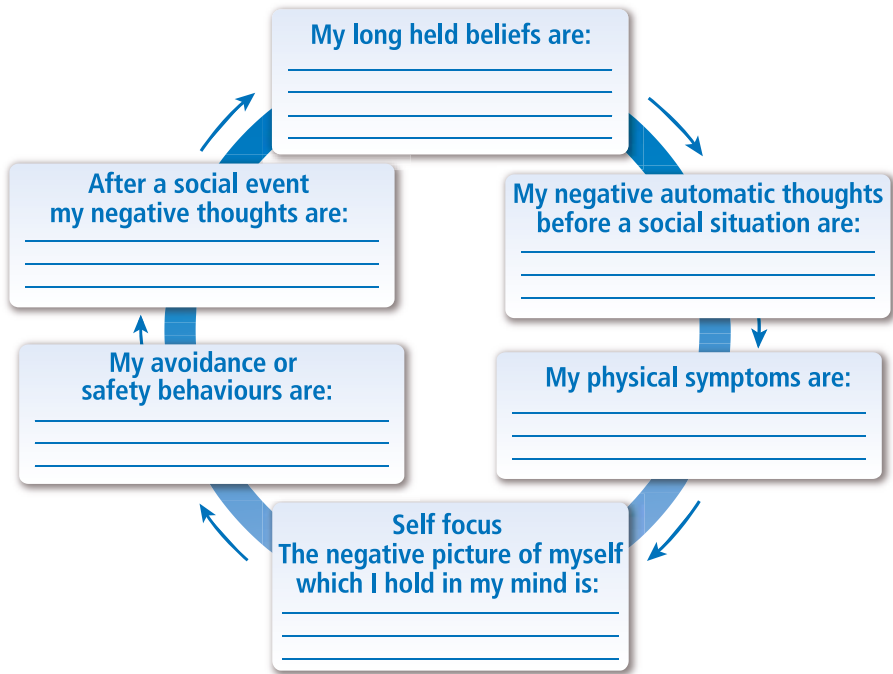 My long held beliefs are:
My negative automatic thoughts
before a social situation are:
My physical symptoms are:
Self focus
The negative picture of myself
which I hold in my mind is:
My avoidance or
safety behaviours are:
After a social event
my negative thoughts are: